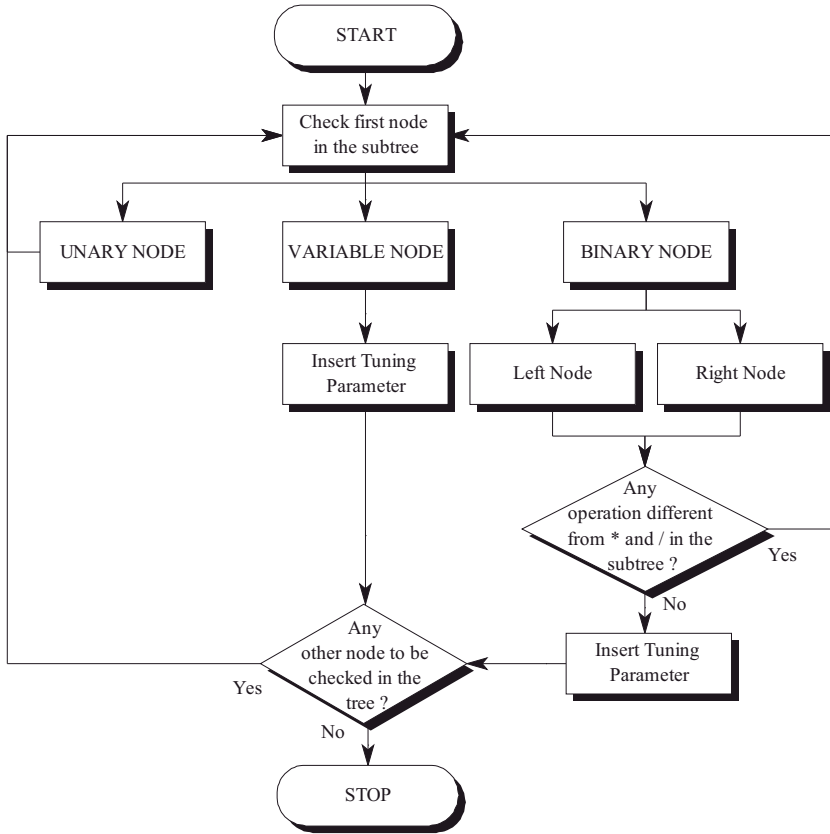 START
Check first node
in the subtree
UNARY NODE
VARIABLE NODE
BINARY NODE
Insert Tuning
Parameter
Left Node
Right Node
Any
operation different
from * and / in the
subtree ?
Yes
No
Any
other node to be
checked in the
tree ?
Yes
No
Insert Tuning
Parameter
STOP